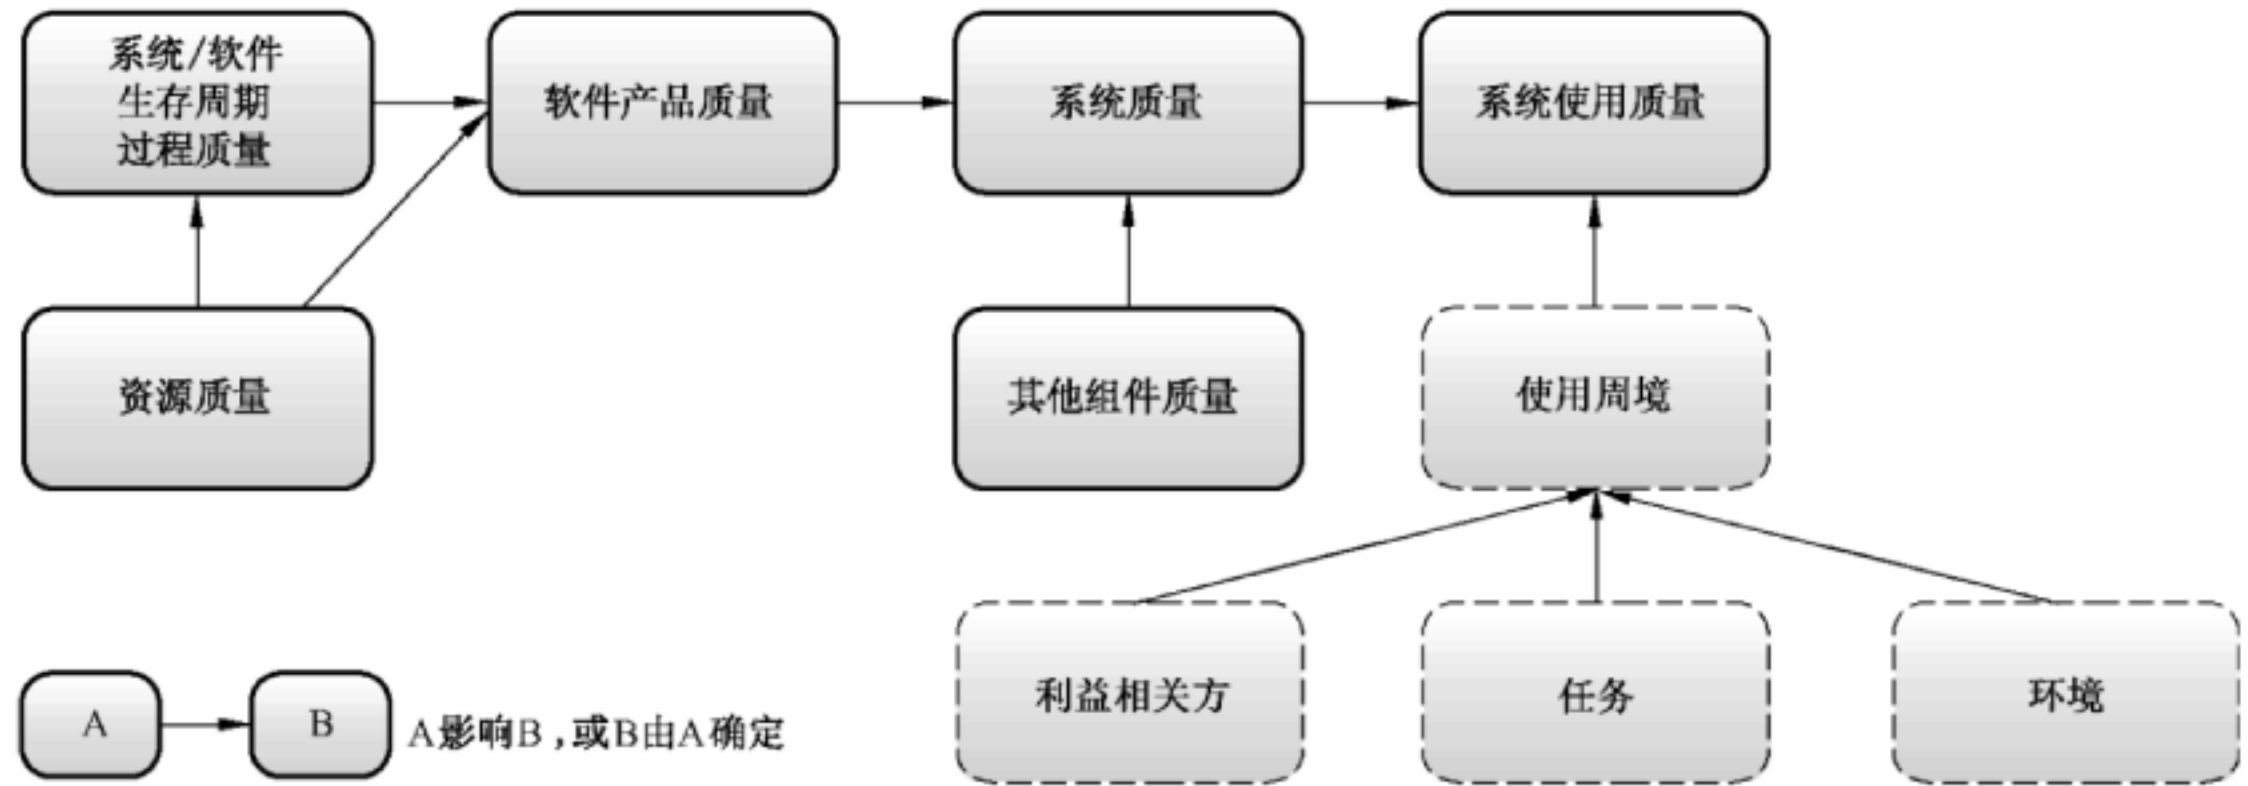 系统/软件
生存周期
过程质量
软件产品质量
系统质量
系统使用质量
资源质量
其他组件质量
使用周境
利益相关方
任务
环境
A
B
A影响B,或B由A确定